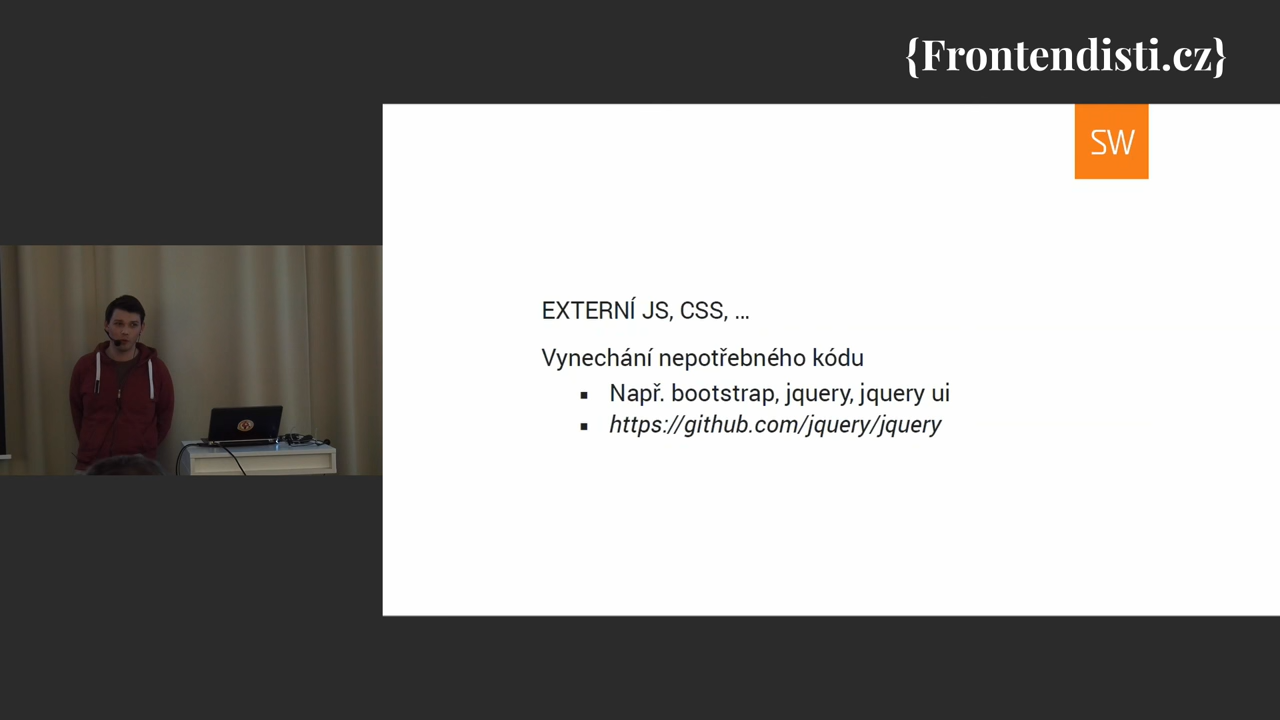 {Frontendisti.cz}
SW
EXTERNÍ JS, CSS, ...
Vynechání nepotřebného kódu
▪ Např. bootstrap, jquery, jquery ui
▪ https://github.com/jquery/jquery